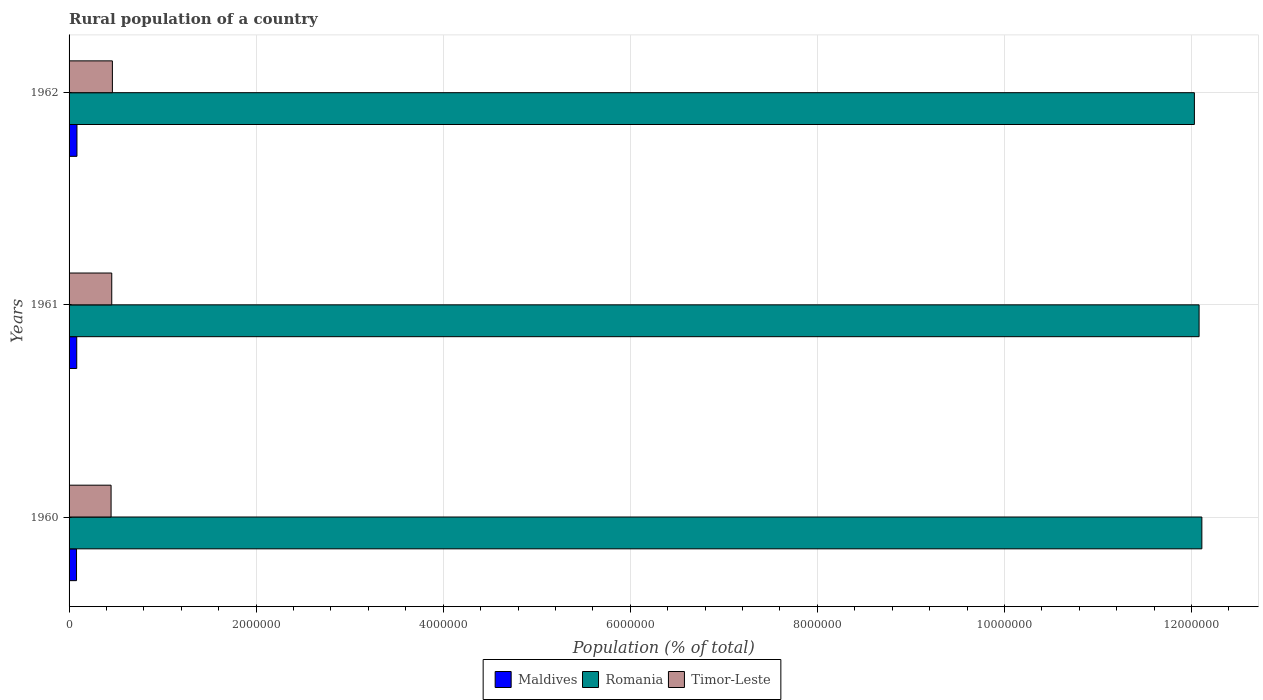 Rural population of a country
1962
1961
1960
Years
0
2000000
4000000
6000000
8000000
10000000
12000000
Population (% of total)
Maldives
Romania
Timor-Leste